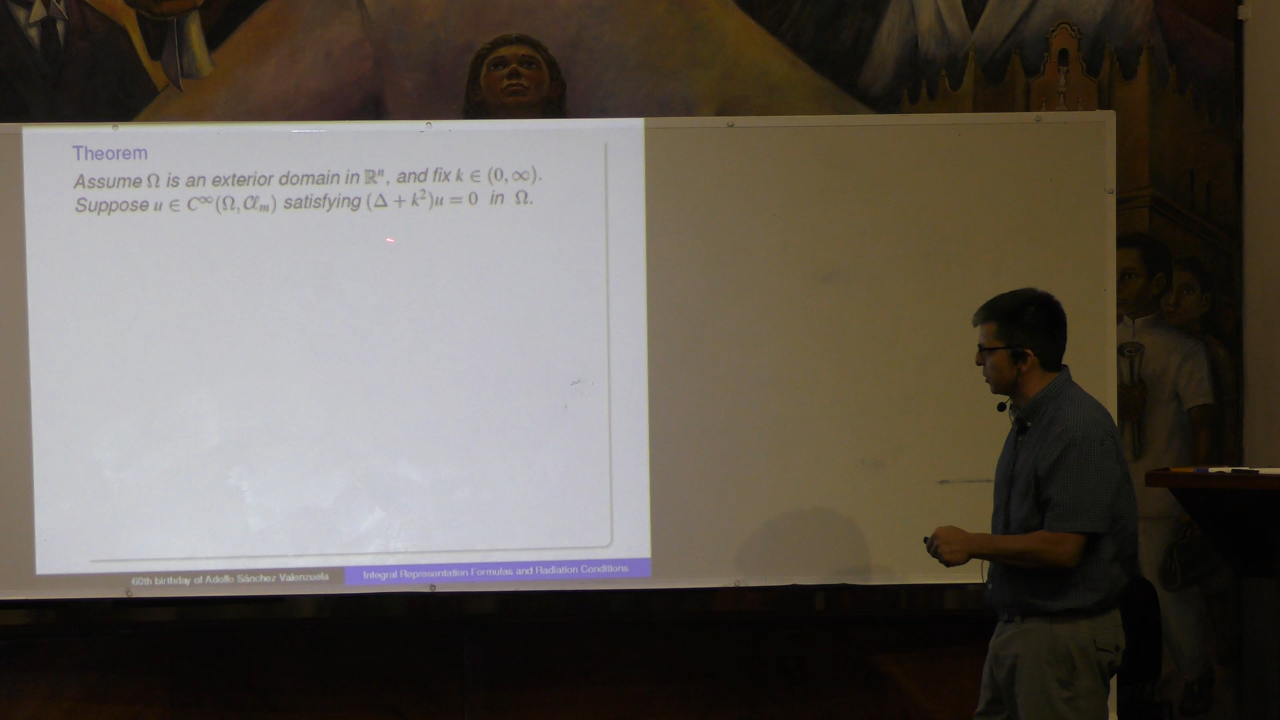 Theorem
Assume Ω is an exterior domain in ℝⁿ, and fix k ∈ (0, ∞).
Suppose u ∈ C^∞(Ω, Cℓₘ) satisfying (Δ + k²)u = 0 in Ω.
60th birthday of Adolfo Sánchez Valenzuela
Integral Representation Formulas and Radiation Conditions